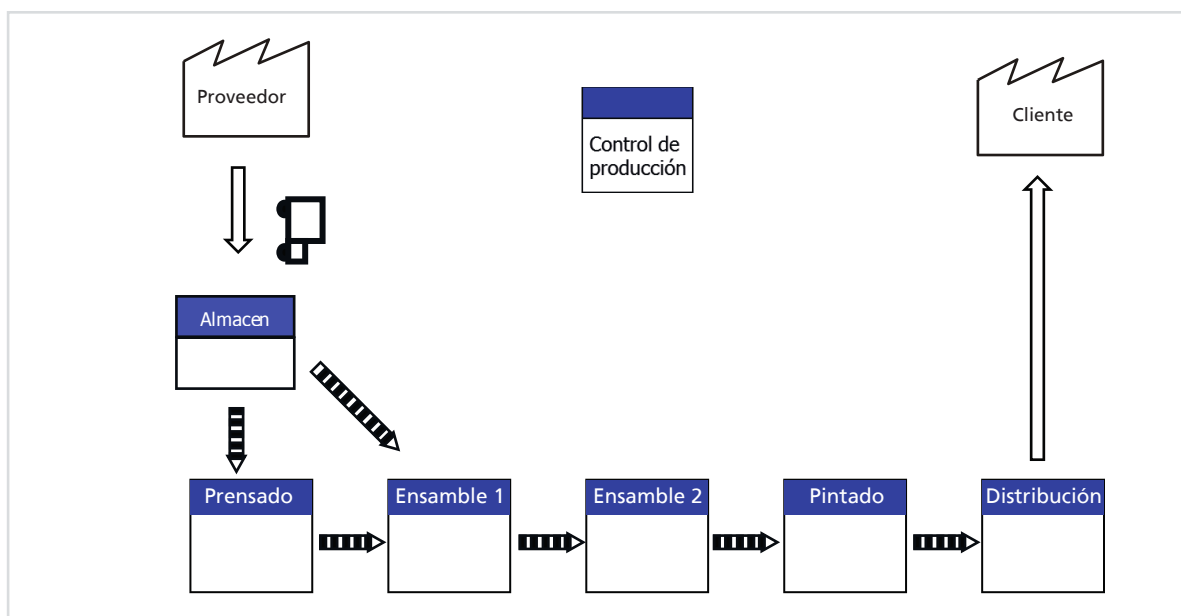 Proveedor
Control de
producción
Cliente
Almacen
Prensado
Ensamble 1
Ensamble 2
Pintado
Distribución